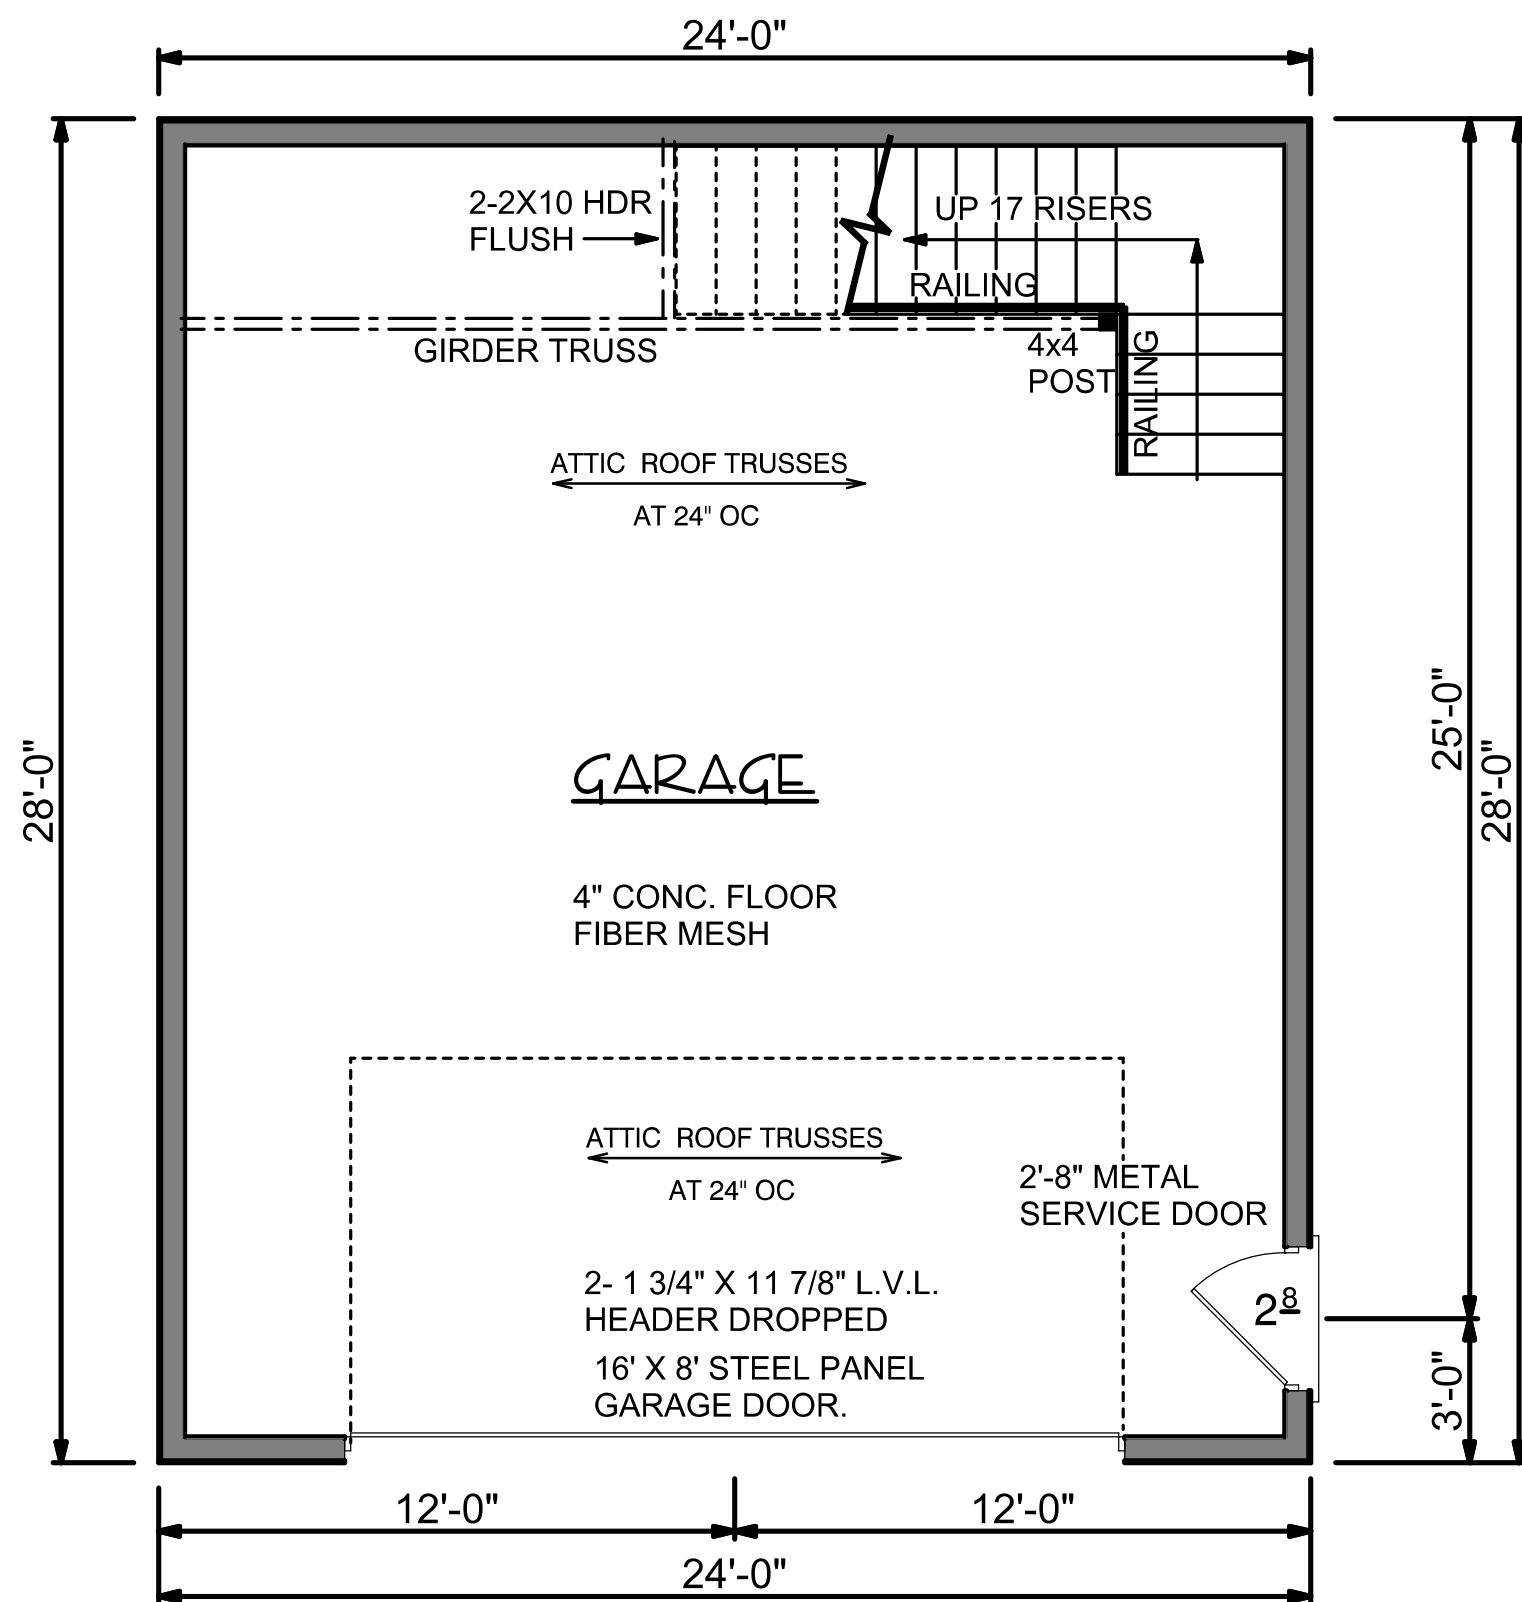 24'-0"
2-2X10 HDR
FLUSH
UP 17 RISERS
RAILING
GIRDER TRUSS
4x4
POST
RAILING
ATTIC ROOF TRUSSES
AT 24" OC
25'-0"
28'-0"
28'-0"
GARAGE
4" CONC. FLOOR
FIBER MESH
ATTIC ROOF TRUSSES
AT 24" OC
2'-8" METAL
SERVICE DOOR
2- 1 3/4" X 11 7/8" L.V.L.
HEADER DROPPED
2 8
16' X 8' STEEL PANEL
GARAGE DOOR.
3'-0"
12'-0"
12'-0"
24'-0"